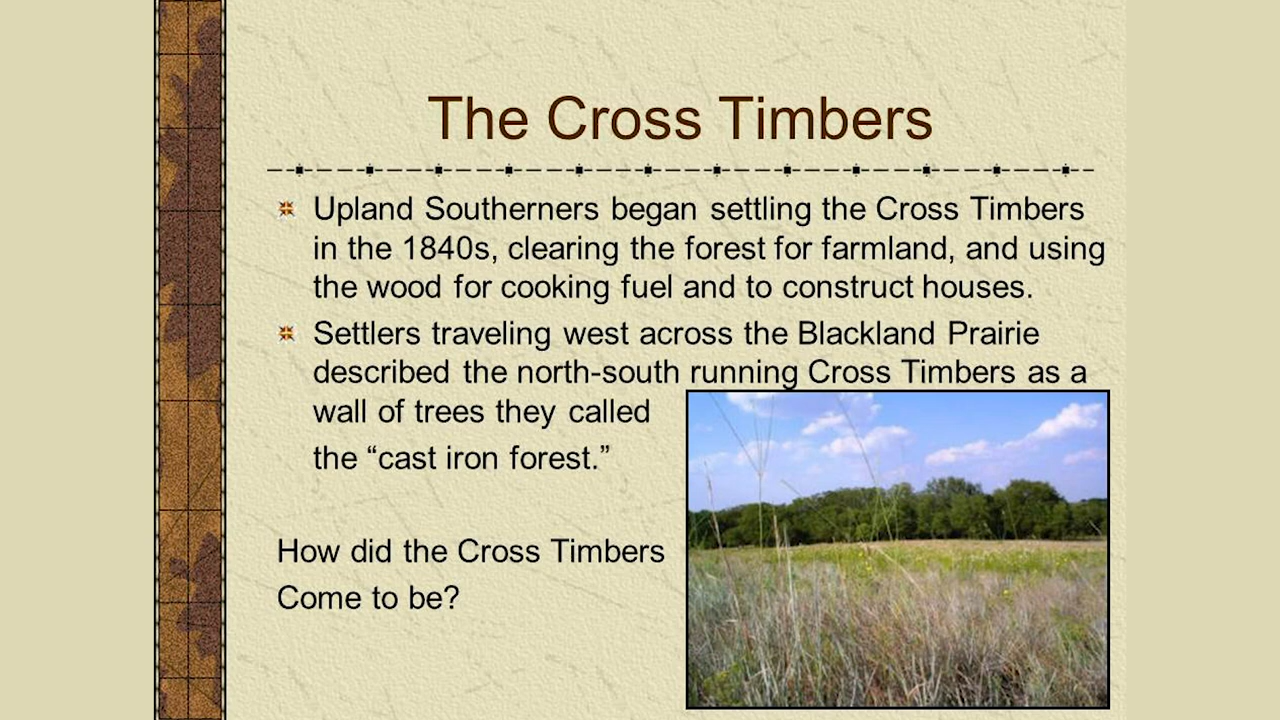 The Cross Timbers
Upland Southerners began settling the Cross Timbers
in the 1840s, clearing the forest for farmland, and using
the wood for cooking fuel and to construct houses.
Settlers traveling west across the Blackland Prairie
described the north-south running Cross Timbers as a
wall of trees they called
the “cast iron forest.”
How did the Cross Timbers
Come to be?